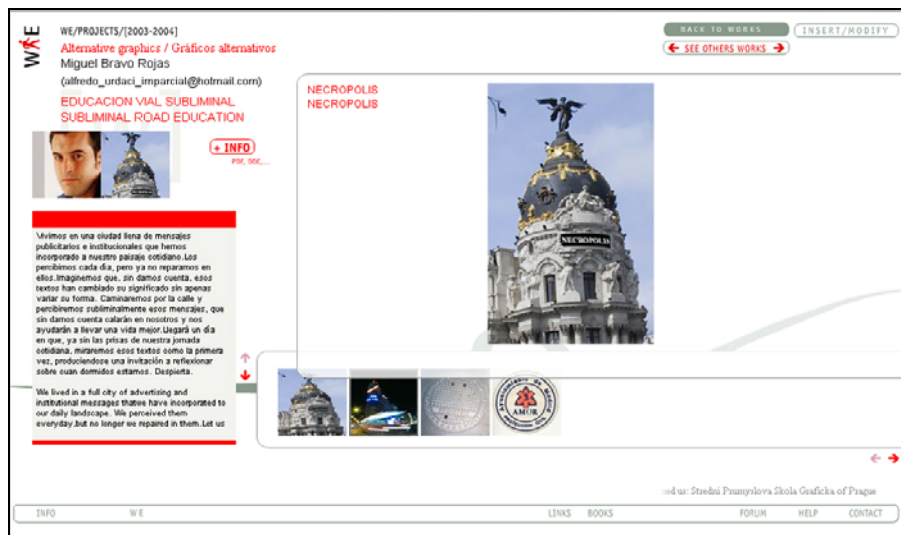 WE
WE/PROJECTS/[2003-2004]
Alternative graphics / Gráficos alternativos
Miguel Bravo Rojas
(alfredo_urdaci_imparcial@hotmail.com)
EDUCACION VIAL SUBLIMINAL
SUBLIMINAL ROAD EDUCATION
+ INFO
PDF, DOC,...
BACK TO WORKS
INSERT/MODIFY
SEE OTHERS WORKS
NECROPOLIS
NECROPOLIS
NECROPOLIS
Vivimos en una ciudad llena de mensajes
publicitarios e institucionales que hemos
incorporado a nuestro paisaje cotidiano.Los
percibimos cada dia, pero ya no reparamos en
ellos.Imaginemos que, sin darnos cuenta, esos
textos han cambiado su significado sin apenas
variar su forma. Caminaremos por la calle y
percibiremos subliminalmente esos mensajes, que
sin darnos cuenta calarán en nosotros y nos
ayudarán a llevar una vida mejor.Llegará un día
en que, ya sin las prisas de nuestra jornada
cotidiana, miraremos esos textos como la primera
vez, produciendose una invitación a reflexionar
sobre cuan dormidos estamos. Despierta.
We lived in a full city of advertising and
institutional messages thatwe have incorporated to
our daily landscape. We perceived them
everyday,but no longer we repaired in them.Let us
AMOR
ned us: Stredni Prumyslova Skola Graficka of Prague
INFO
WE
LINKS
BOOKS
FORUM
HELP
CONTACT